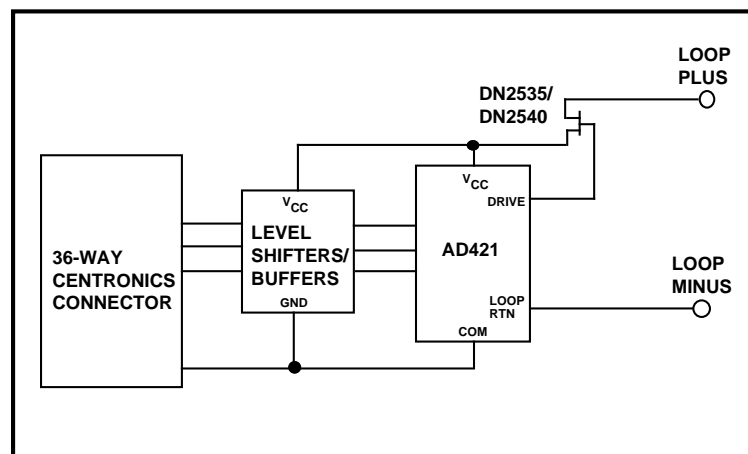 LOOP
PLUS
DN2535/
DN2540
VCC
VCC
DRIVE
LEVEL
SHIFTERS/
BUFFERS
36-WAY
CENTRONICS
CONNECTOR
AD421
LOOP
MINUS
GND
LOOP
RTN
COM